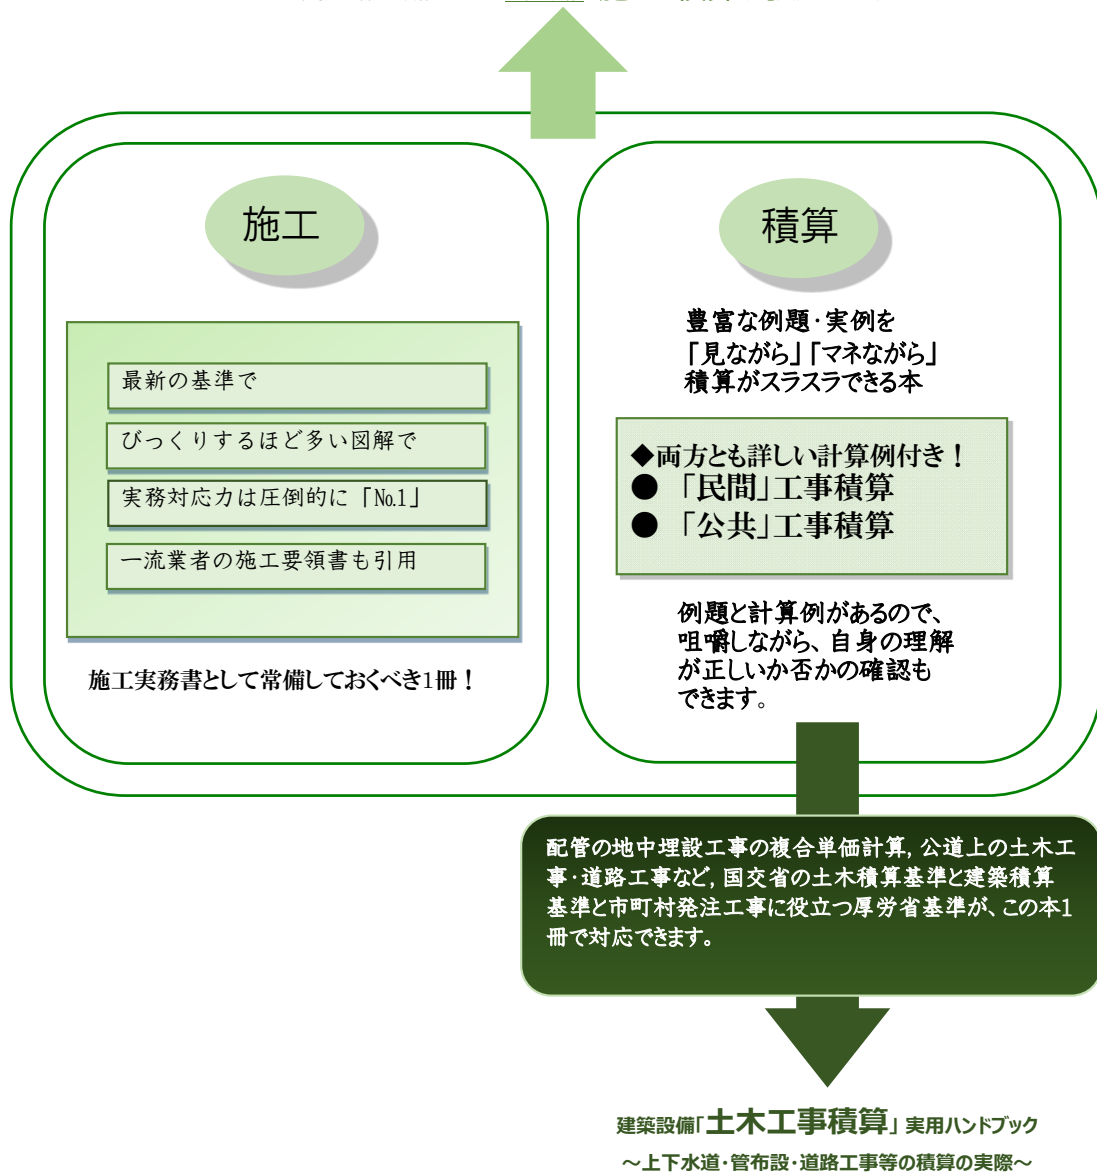 施工
最新の基準で
びっくりするほど多い図解で
実務対応力は圧倒的に「№1」
一流業者の施工要領書も引用
施工実務書として常備しておくべき1冊！
積算
豊富な例題・実例を
「見ながら」「マネながら」
積算がスラスラできる本
◆両方とも詳しい計算例付き！
● 「民間」工事積算
● 「公共」工事積算
例題と計算例があるので、
咀嚼しながら、自身の理解
が正しいか否かの確認も
できます。
配管の地中埋設工事の複合単価計算, 公道上の土木工
事・道路工事など, 国交省の土木積算基準と建築積算
基準と市町村発注工事に役立つ厚労省基準が、この本1
冊で対応できます。
建築設備「土木工事積算」実用ハンドブック
～上下水道・管布設・道路工事等の積算の実際～